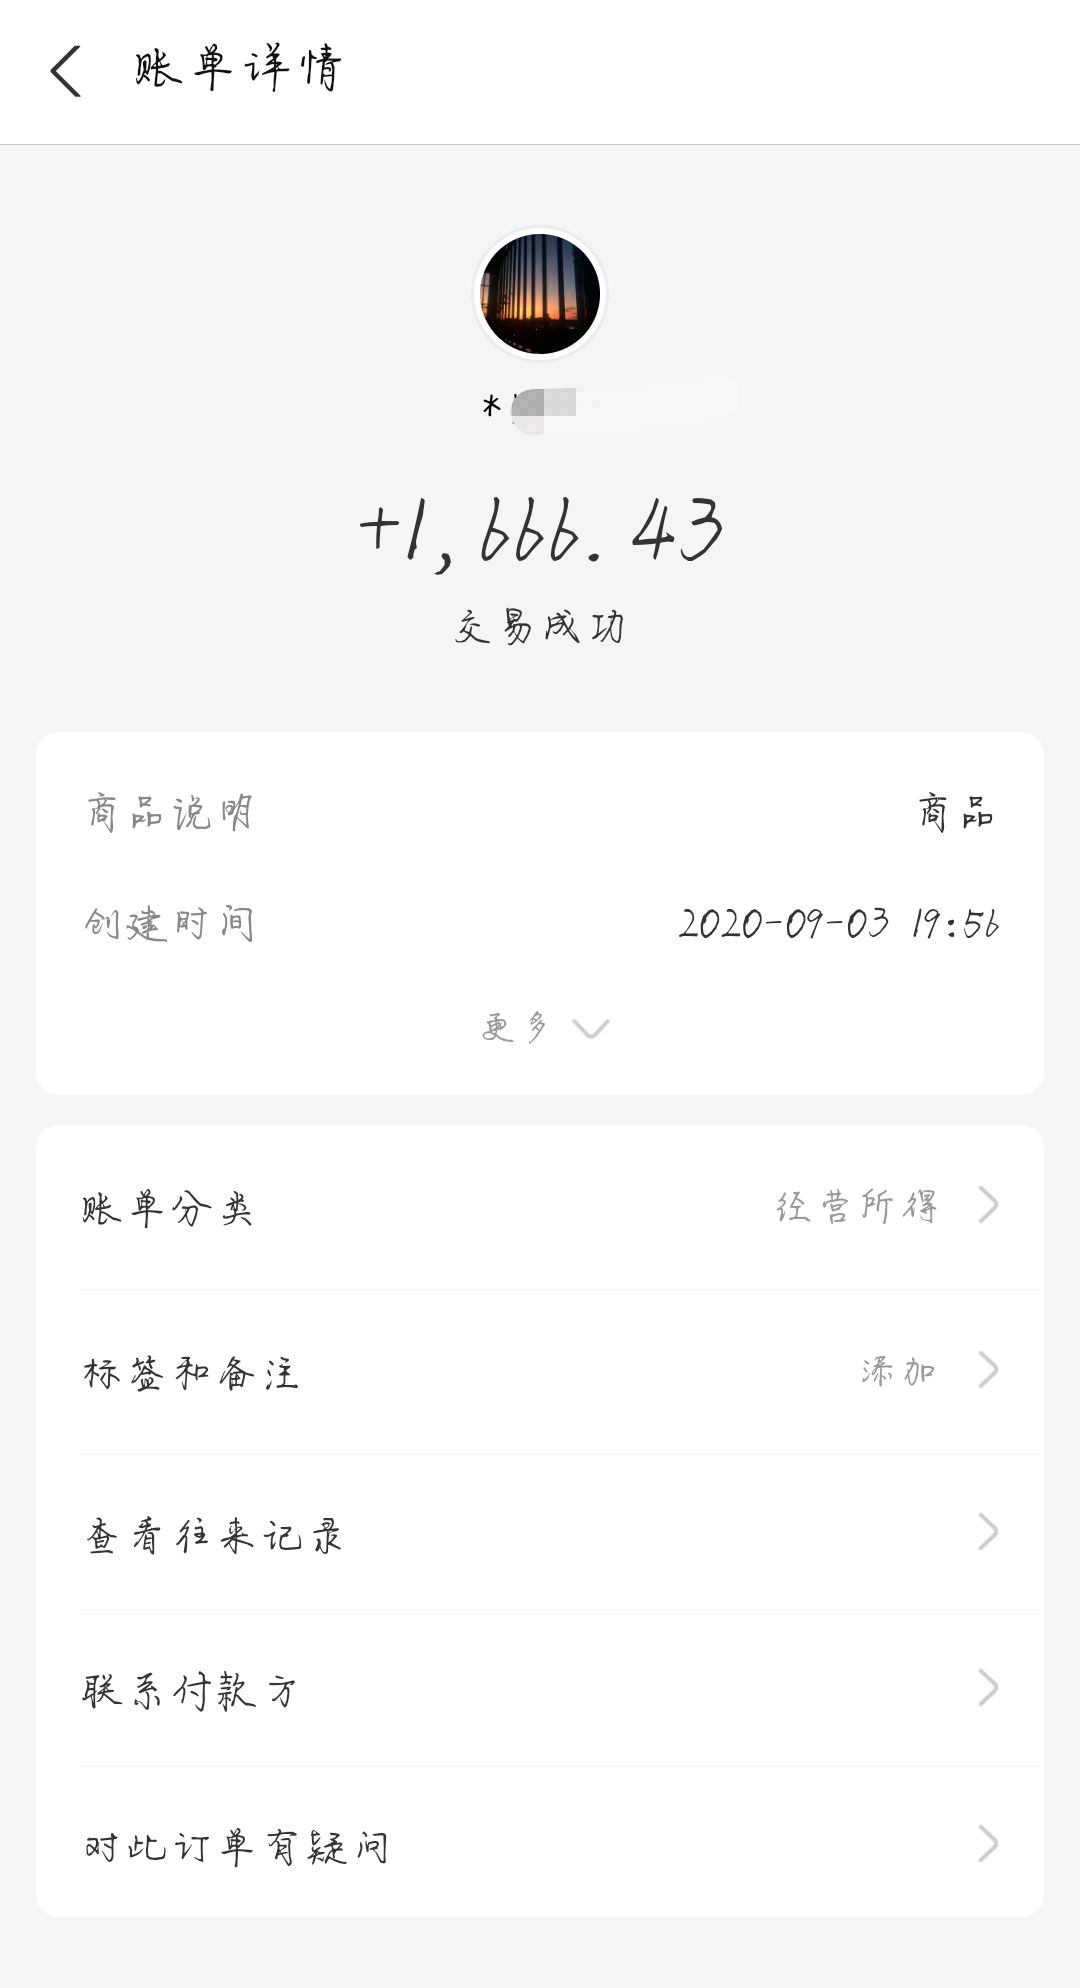 账单详情
*
+1,666.43
交易成功
商品说明 商品
创建时间 2020-09-03 19:56
更多
账单分类 经营所得
标签和备注 添加
查看往来记录
联系付款方
对此订单有疑问